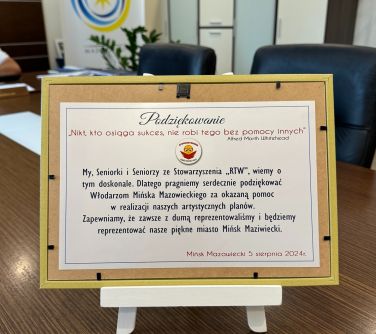 MAZOW
Podziękowanie
„Nikt, kto osiąga sukces, nie robi tego bez pomocy innych"
Alfred North Whitehead
My, Seniorki i Seniorzy ze Stowarzyszenia „RTW", wiemy o
tym doskonale. Dlatego pragniemy serdecznie podziękować
Włodarzom Mińska Mazowieckiego za okazaną pomoc
w realizacji naszych artystycznych planów.
Zapewniamy, że zawsze z dumą reprezentowaliśmy i będziemy
reprezentować nasze piękne miasto Mińsk Maziwiecki.
Mińsk Mazowiecki 5 sierpnia 2024r.